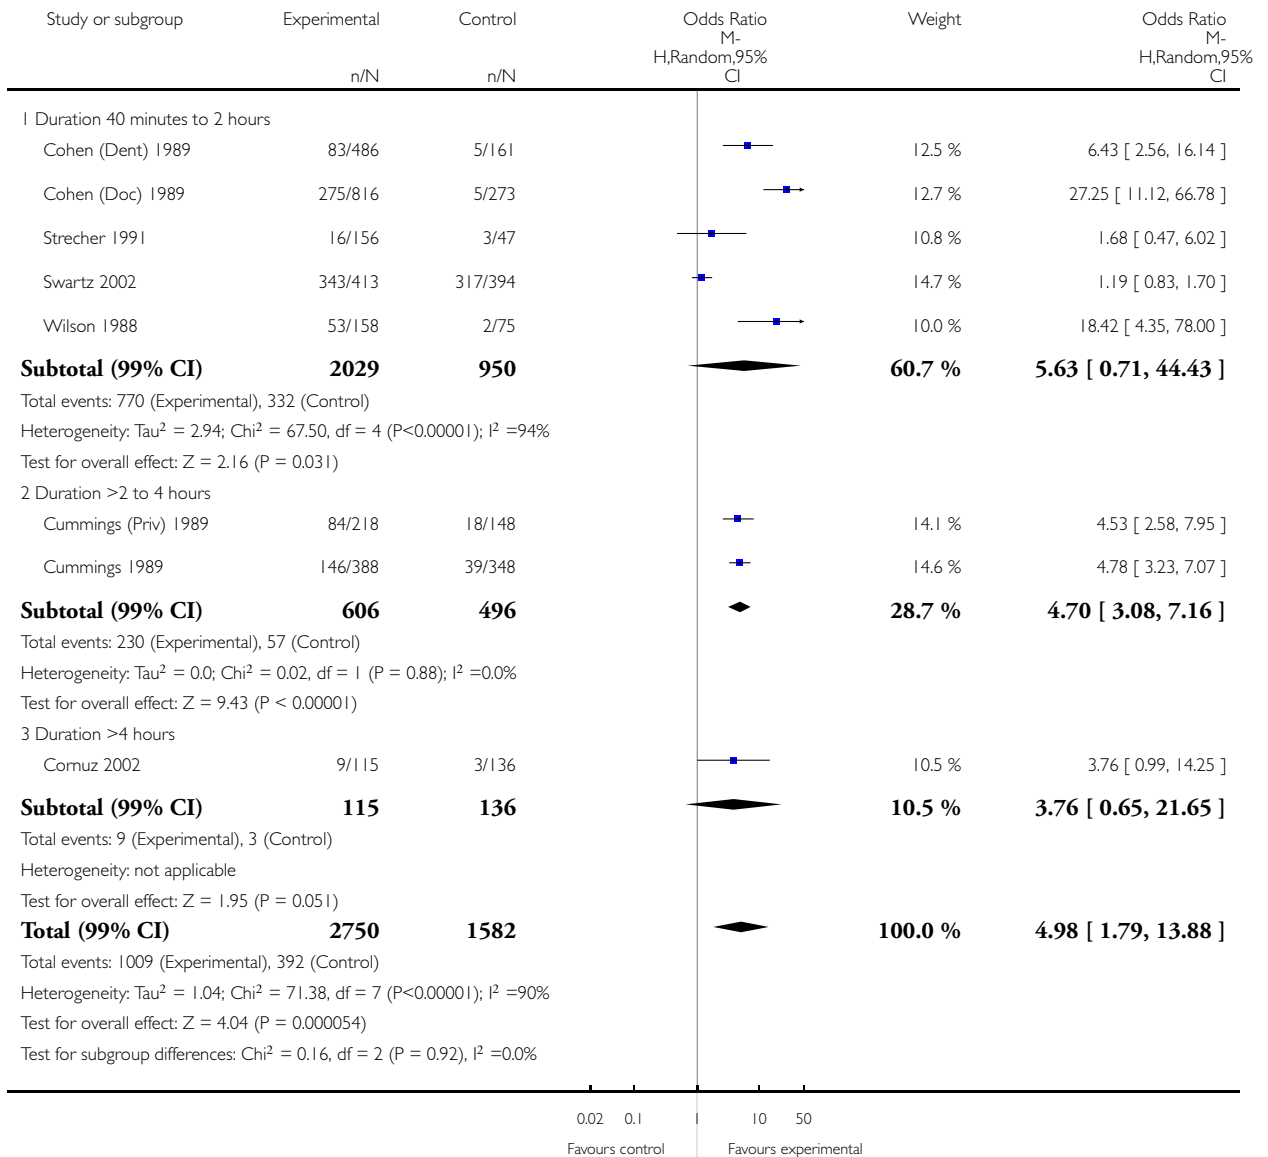 Study or subgroup Experimental Control Odds Ratio Weight Odds Ratio
M- M-
H,Random,95% H,Random,95%
n/N n/N CI CI
1 Duration 40 minutes to 2 hours
Cohen (Dent) 1989 83/486 5/161 12.5 % 6.43 [ 2.56, 16.14 ]
Cohen (Doc) 1989 275/816 5/273 12.7 % 27.25 [ 11.12, 66.78 ]
Strecher 1991 16/156 3/47 10.8 % 1.68 [ 0.47, 6.02 ]
Swartz 2002 343/413 317/394 14.7 % 1.19 [ 0.83, 1.70 ]
Wilson 1988 53/158 2/75 10.0 % 18.42 [ 4.35, 78.00 ]
Subtotal (99% CI) 2029 950 60.7 % 5.63 [ 0.71, 44.43 ]
Total events: 770 (Experimental), 332 (Control)
Heterogeneity: Tau² = 2.94; Chi² = 67.50, df = 4 (P<0.00001); I² =94%
Test for overall effect: Z = 2.16 (P = 0.031)
2 Duration >2 to 4 hours
Cummings (Priv) 1989 84/218 18/148 14.1 % 4.53 [ 2.58, 7.95 ]
Cummings 1989 146/388 39/348 14.6 % 4.78 [ 3.23, 7.07 ]
Subtotal (99% CI) 606 496 28.7 % 4.70 [ 3.08, 7.16 ]
Total events: 230 (Experimental), 57 (Control)
Heterogeneity: Tau² = 0.0; Chi² = 0.02, df = 1 (P = 0.88); I² =0.0%
Test for overall effect: Z = 9.43 (P < 0.00001)
3 Duration >4 hours
Cornuz 2002 9/115 3/136 10.5 % 3.76 [ 0.99, 14.25 ]
Subtotal (99% CI) 115 136 10.5 % 3.76 [ 0.65, 21.65 ]
Total events: 9 (Experimental), 3 (Control)
Heterogeneity: not applicable
Test for overall effect: Z = 1.95 (P = 0.051)
Total (99% CI) 2750 1582 100.0 % 4.98 [ 1.79, 13.88 ]
Total events: 1009 (Experimental), 392 (Control)
Heterogeneity: Tau² = 1.04; Chi² = 71.38, df = 7 (P<0.00001); I² =90%
Test for overall effect: Z = 4.04 (P = 0.000054)
Test for subgroup differences: Chi² = 0.16, df = 2 (P = 0.92), I² =0.0%
0.02 0.1 1 10 50
Favours control Favours experimental